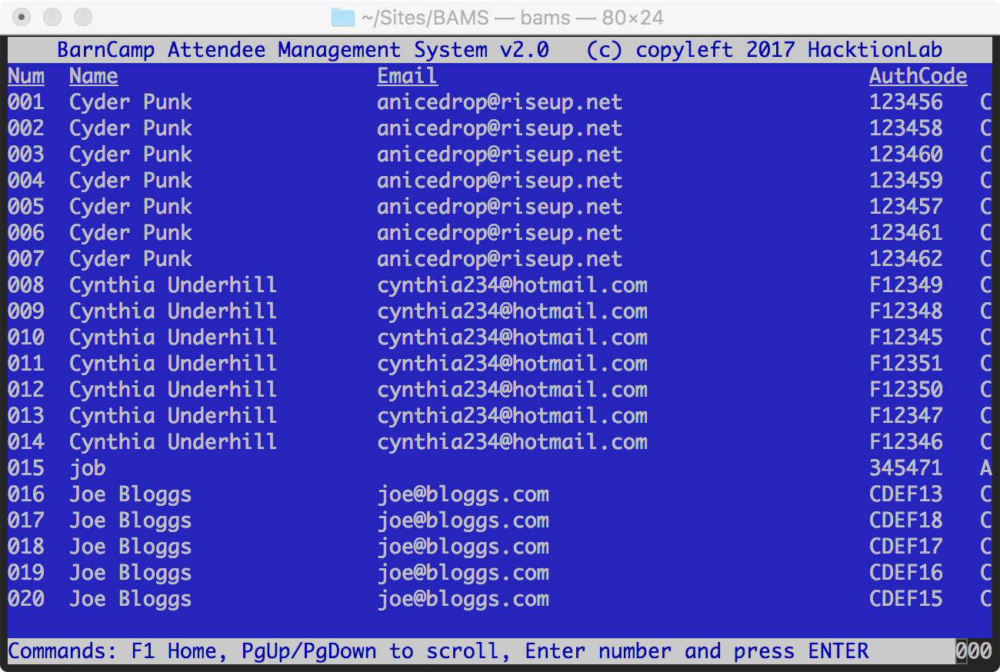 ~/Sites/BAMS — bams — 80×24
BarnCamp Attendee Management System v2.0 (c) copyleft 2017 HacktionLab
Num Name Email AuthCode
001 Cyder Punk anicedrop@riseup.net 123456 C
002 Cyder Punk anicedrop@riseup.net 123458 C
003 Cyder Punk anicedrop@riseup.net 123460 C
004 Cyder Punk anicedrop@riseup.net 123459 C
005 Cyder Punk anicedrop@riseup.net 123457 C
006 Cyder Punk anicedrop@riseup.net 123461 C
007 Cyder Punk anicedrop@riseup.net 123462 C
008 Cynthia Underhill cynthia234@hotmail.com F12349 C
009 Cynthia Underhill cynthia234@hotmail.com F12348 C
010 Cynthia Underhill cynthia234@hotmail.com F12345 C
011 Cynthia Underhill cynthia234@hotmail.com F12351 C
012 Cynthia Underhill cynthia234@hotmail.com F12350 C
013 Cynthia Underhill cynthia234@hotmail.com F12347 C
014 Cynthia Underhill cynthia234@hotmail.com F12346 C
015 job 345471 A
016 Joe Bloggs joe@bloggs.com CDEF13 C
017 Joe Bloggs joe@bloggs.com CDEF18 C
018 Joe Bloggs joe@bloggs.com CDEF17 C
019 Joe Bloggs joe@bloggs.com CDEF16 C
020 Joe Bloggs joe@bloggs.com CDEF15 C
Commands: F1 Home, PgUp/PgDown to scroll, Enter number and press ENTER 000